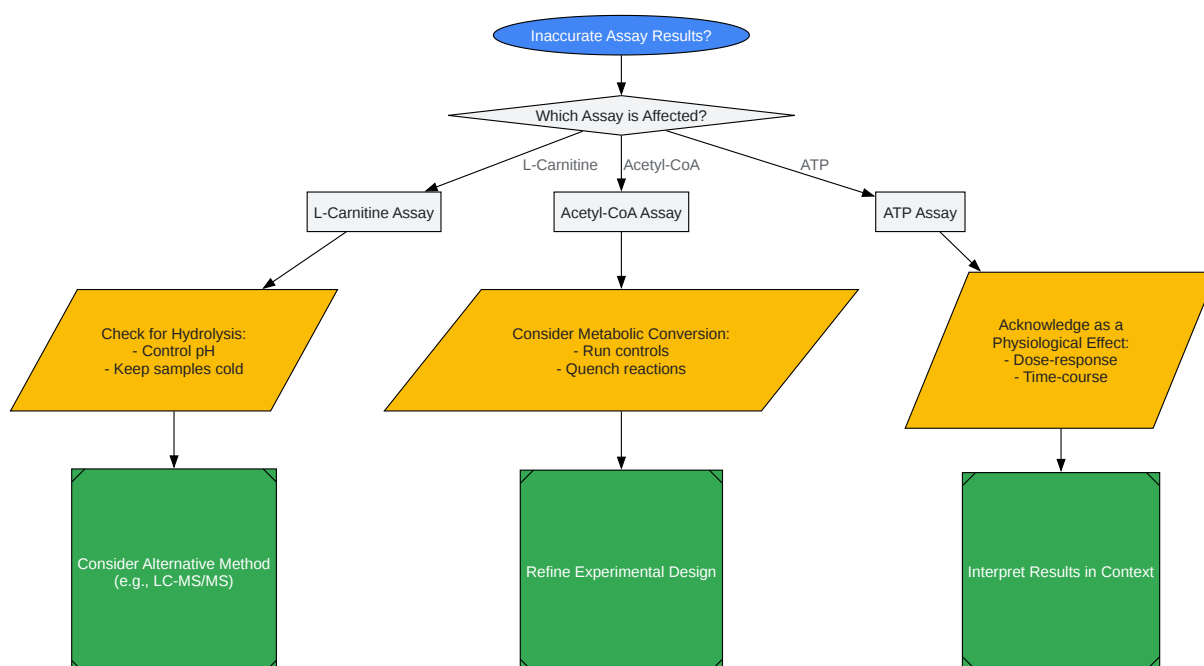 Inaccurate Assay Results?
Which Assay is Affected?
L-Carnitine
Acetyl-CoA
ATP
L-Carnitine Assay
Acetyl-CoA Assay
ATP Assay
Check for Hydrolysis:
- Control pH
- Keep samples cold
Consider Metabolic Conversion:
- Run controls
- Quench reactions
Acknowledge as a
Physiological Effect:
- Dose-response
- Time-course
Consider Alternative Method
(e.g., LC-MS/MS)
Refine Experimental Design
Interpret Results in Context